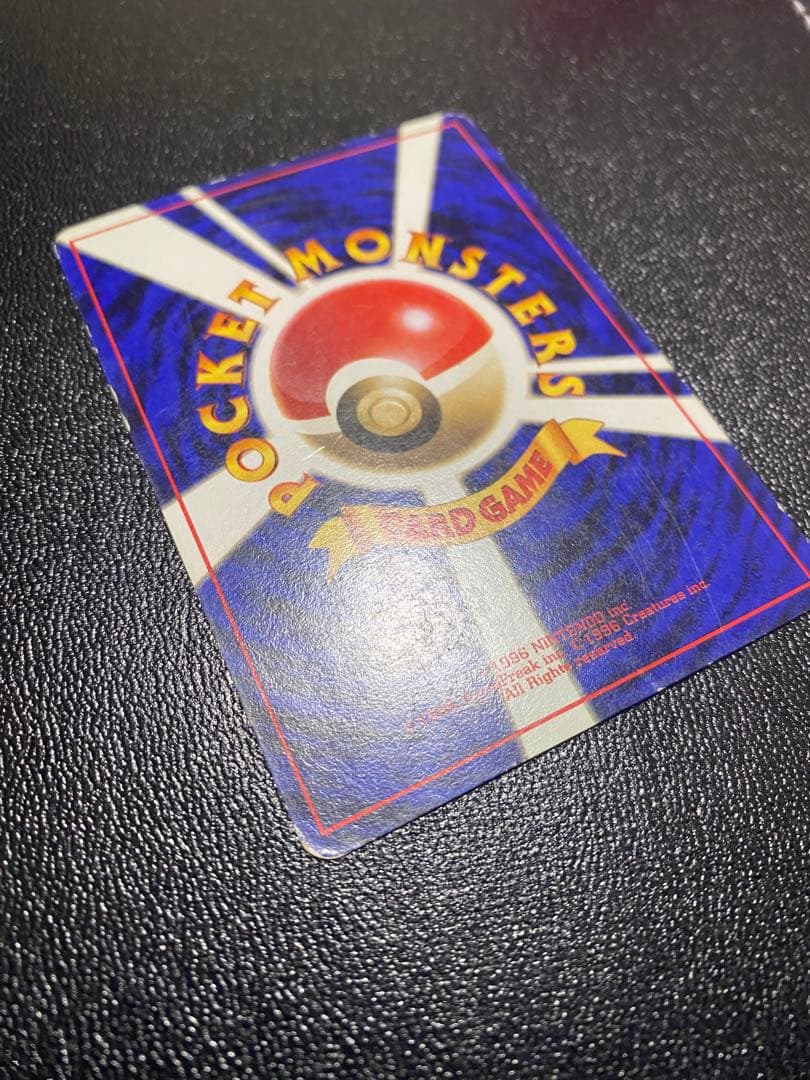 POCKET MONSTERS
CARD GAME
1996 NINTENDO inc
Freak inc. ©1996 Creatures inc.
All Rights reserved.